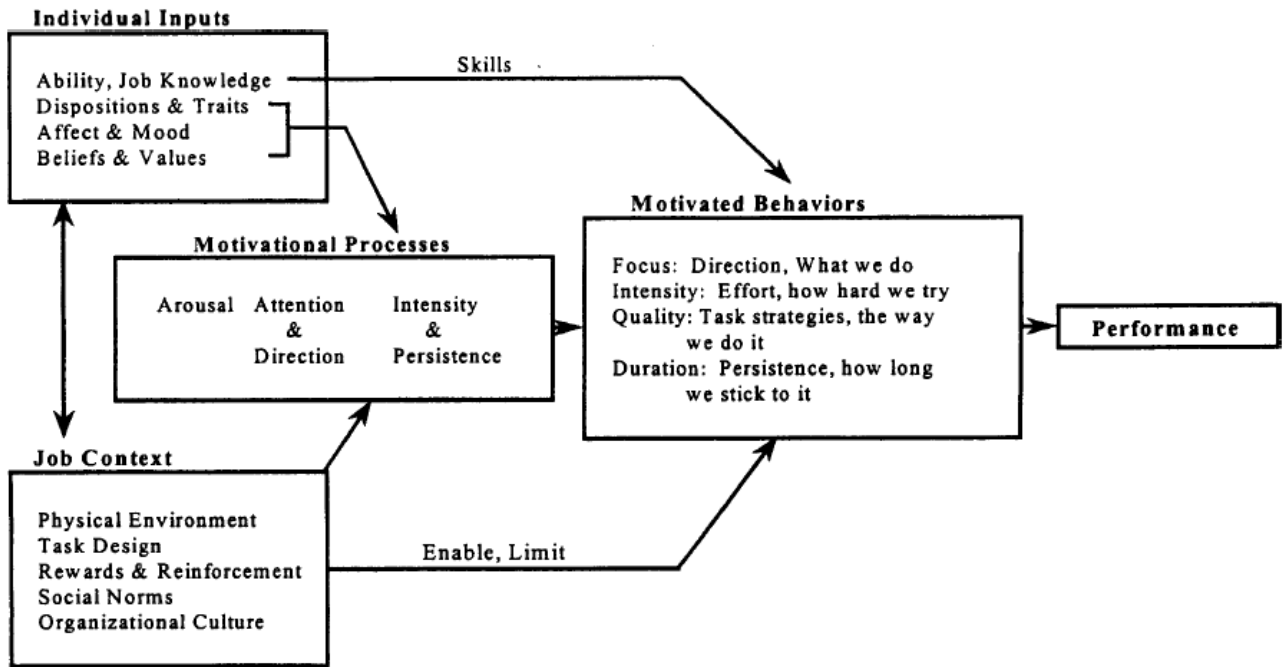 Individual Inputs
Ability, Job Knowledge
Dispositions & Traits
Affect & Mood
Beliefs & Values
Skills
Motivational Processes
Arousal Attention Intensity
& &
Direction Persistence
Motivated Behaviors
Focus: Direction, What we do
Intensity: Effort, how hard we try
Quality: Task strategies, the way
we do it
Duration: Persistence, how long
we stick to it
Performance
Job Context
Physical Environment
Task Design
Rewards & Reinforcement
Social Norms
Organizational Culture
Enable, Limit